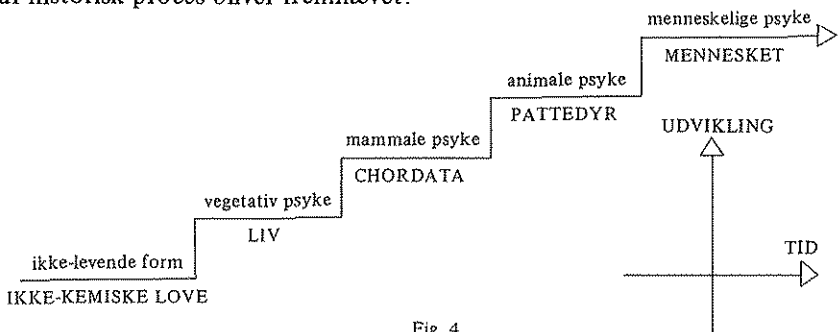 menneskelige psyke
MENNESKET
animale psyke
PATTEDYR
UDVIKLING
mammale psyke
CHORDATA
vegetativ psyke
LIV
TID
ikke-levende form
IKKE-KEMISKE LOVE
Fig. 4